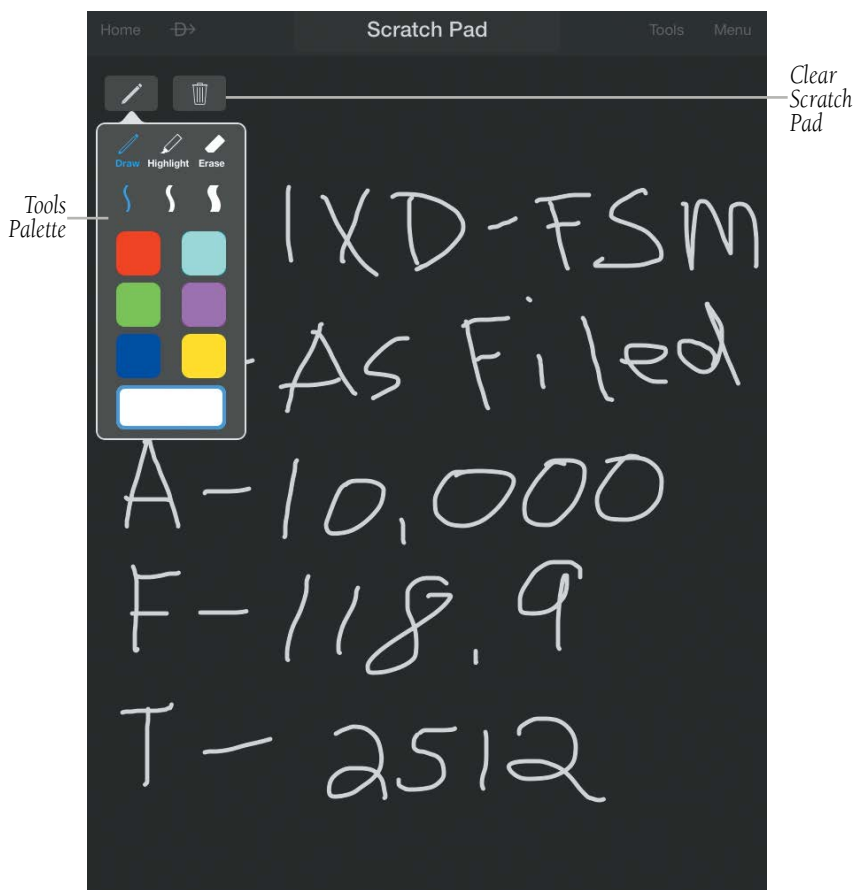 Home D Scratch Pad Tools Menu
Clear
Scratch
Pad
Draw Highlight Erase
Tools
Palette
1XD-FSM
- As Filed
A-10,000
F-118.9
T-2512